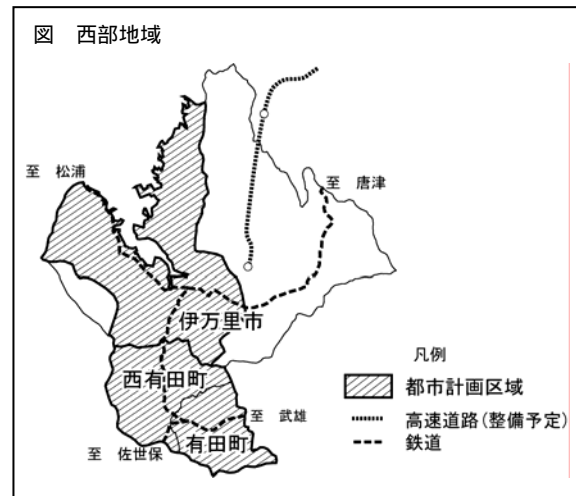 図　西部地域
至　松浦
至　唐津
伊万里市
西有田町
至　武雄
有田町
至　佐世保
凡例
都市計画区域
高速道路(整備予定)
鉄道